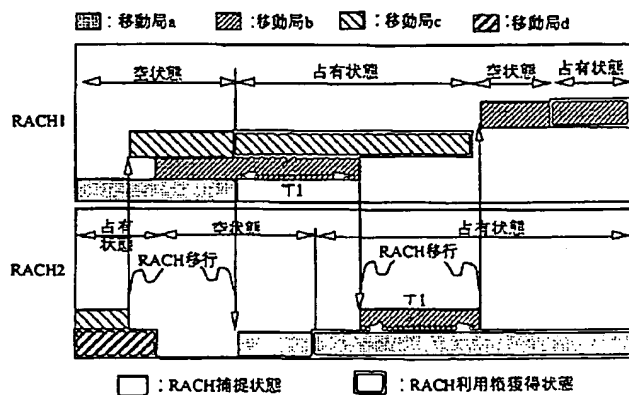 ：移動局a ：移動局b ：移動局c ：移動局d
空状態 占有状態 空状態 占有状態
RACH1
T1
占有状態 空状態 占有状態
RACH2
RACH移行 RACH移行
T1
：RACH捕捉状態 ：RACH利用権獲得状態